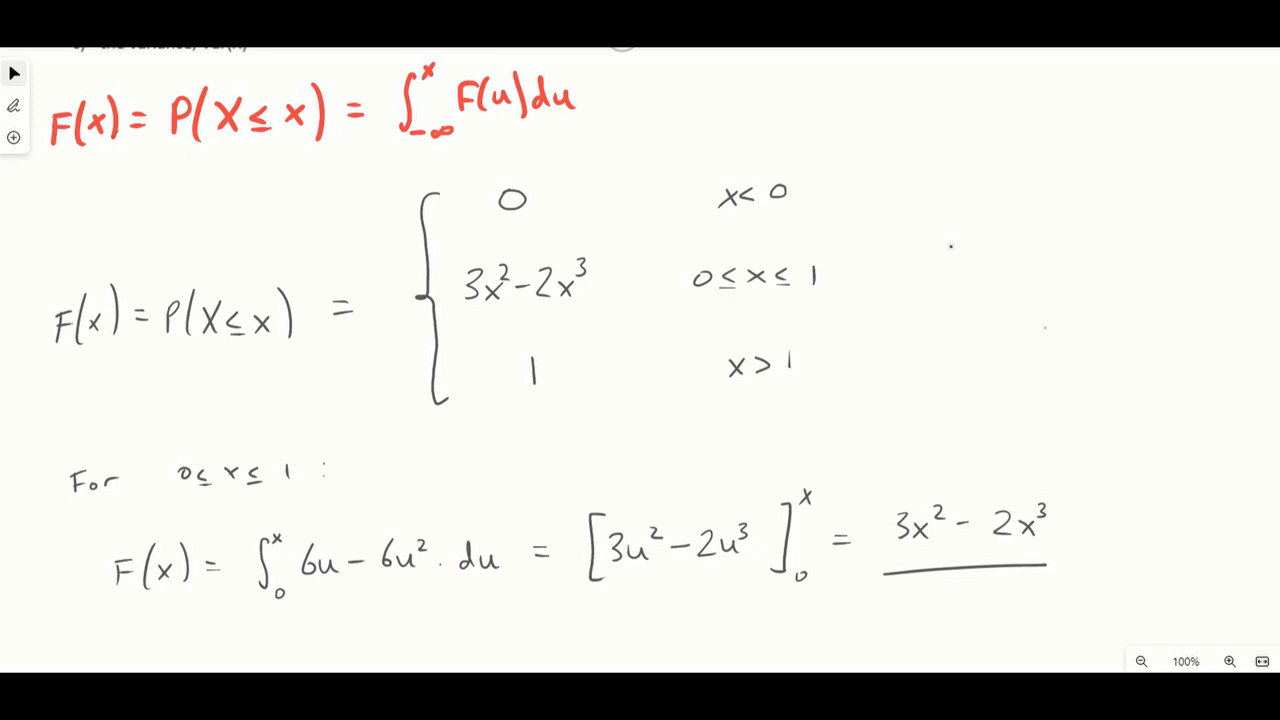 F(x) = P(X ≤ x) = ∫_{-∞}^{x} F(u) du
F(x) = P(X ≤ x) = { 0 x < 0
3x² - 2x³ 0 ≤ x ≤ 1
1 x > 1
For 0 ≤ x ≤ 1 :
F(x) = ∫_0^x 6u - 6u² . du = [3u² - 2u³]_0^x = 3x² - 2x³
100%